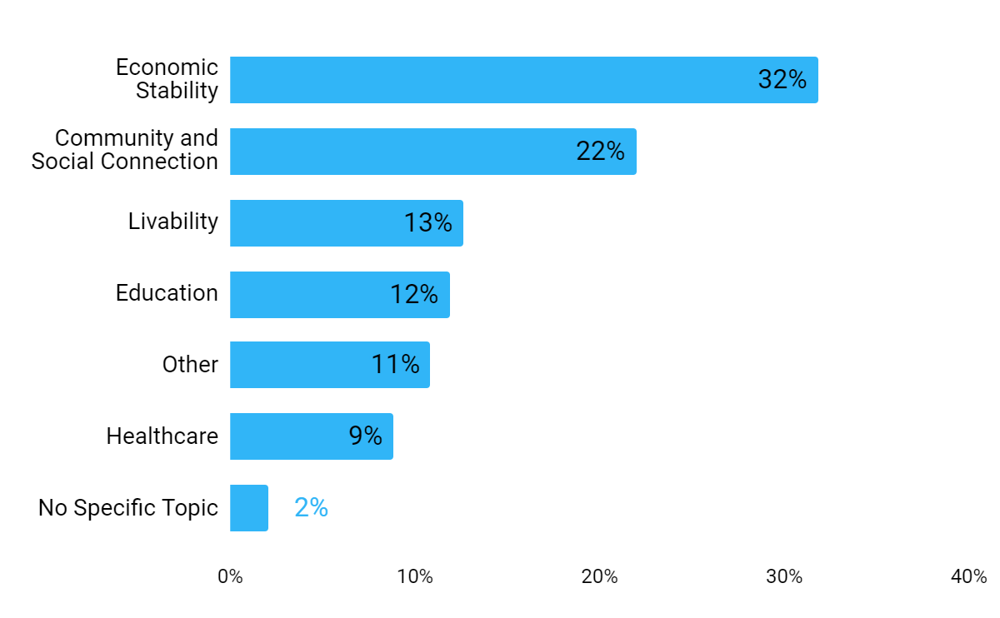 Economic
Stability
32%
Community and
Social Connection
22%
Livability
13%
Education
12%
Other
11%
Healthcare
9%
No Specific Topic
2%
0%
10%
20%
30%
40%